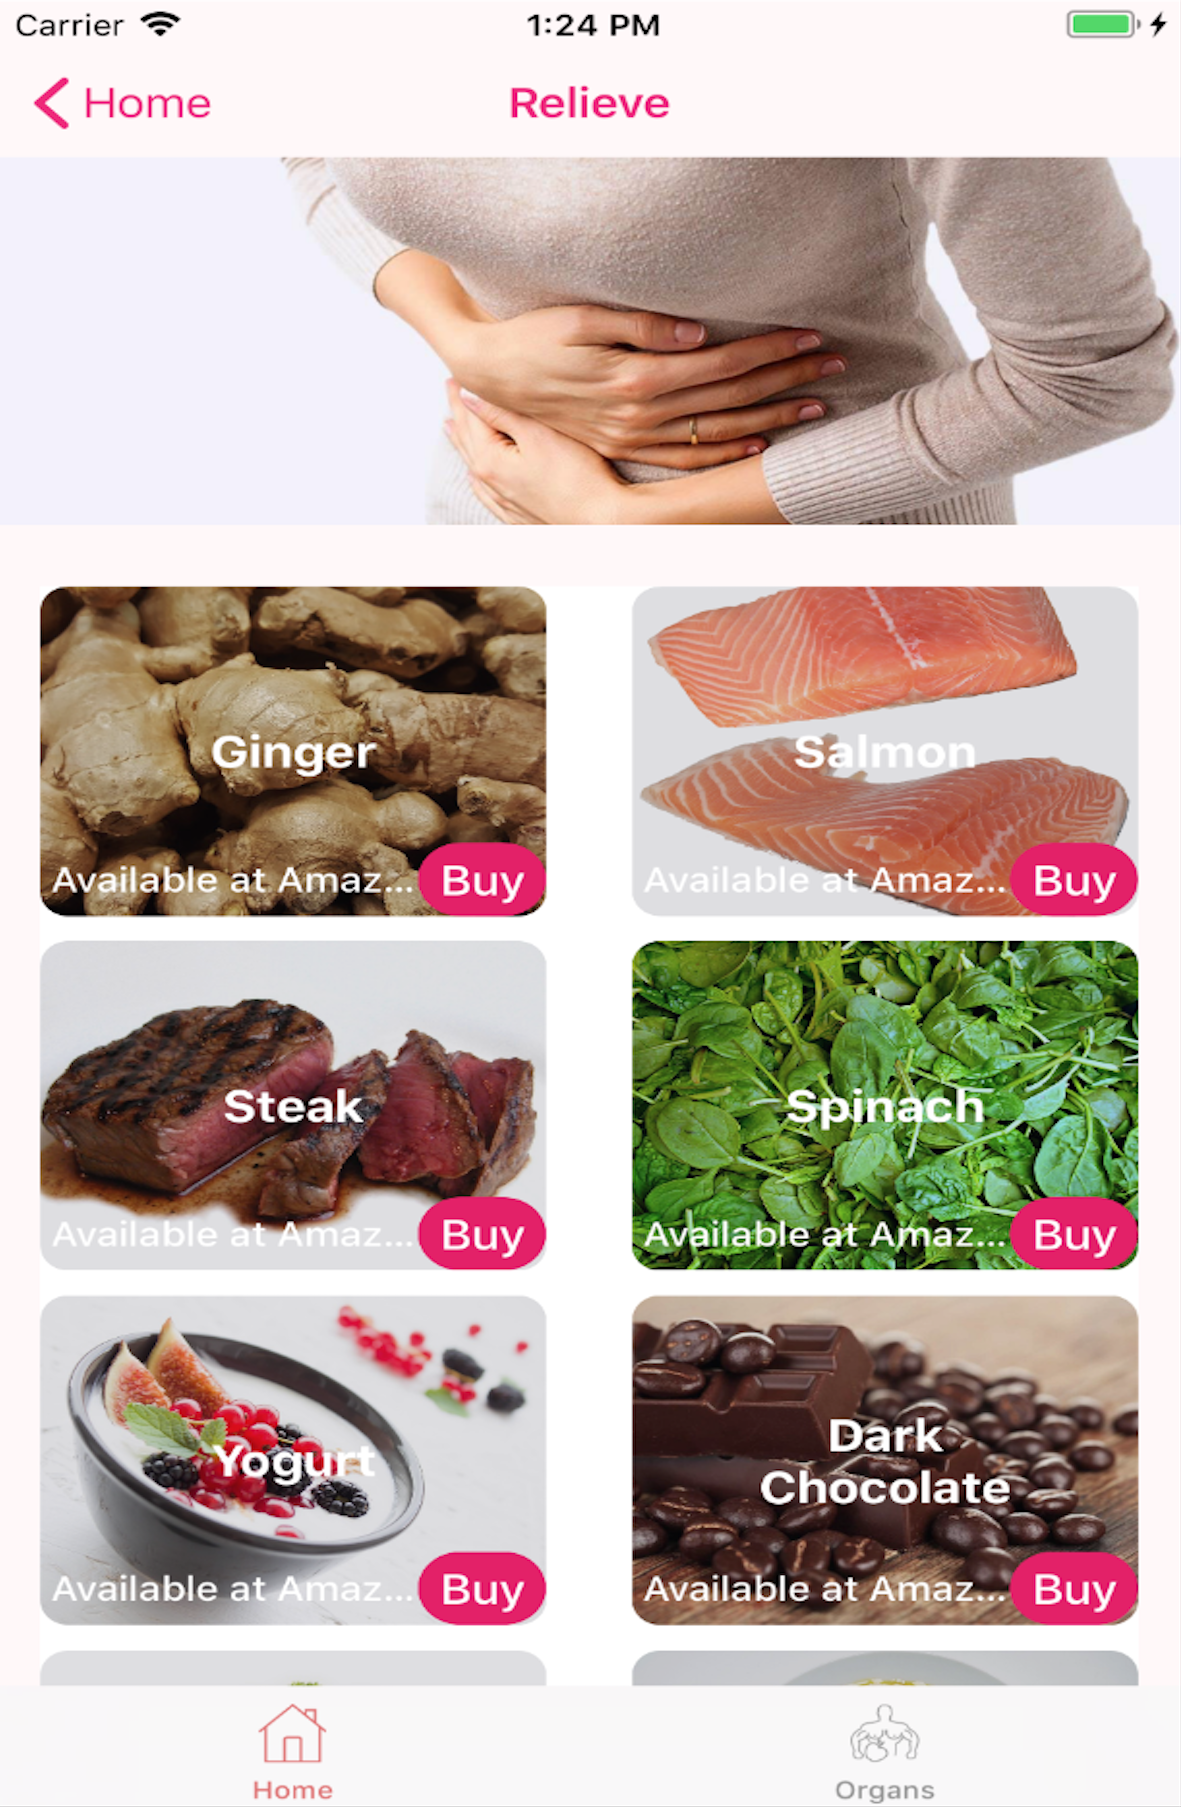 Carrier 1:24 PM
Home Relieve
Ginger
Available at Amaz... Buy
Salmon
Available at Amaz... Buy
Steak
Available at Amaz... Buy
Spinach
Available at Amaz... Buy
Yogurt
Available at Amaz... Buy
Dark
Chocolate
Available at Amaz... Buy
Home Organs